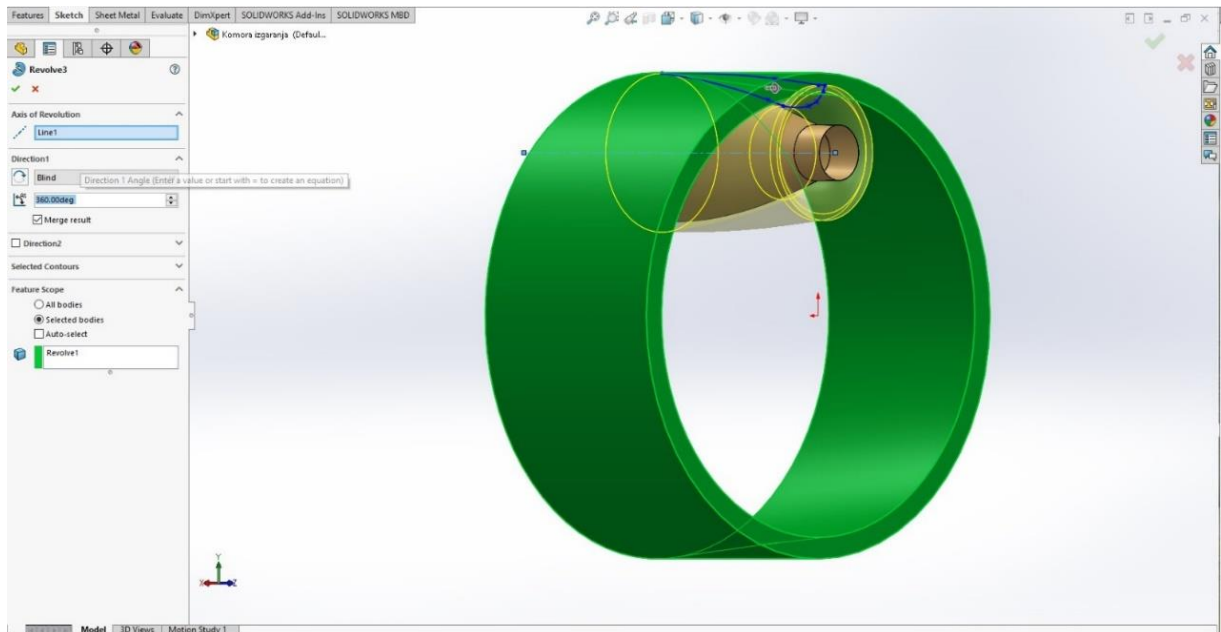 Features Sketch Sheet Metal Evaluate DimXpert SOLIDWORKS Add-Ins SOLIDWORKS MBD
Komora izgaranja (Defaul...
Revolve3
Axis of Revolution
Line1
Direction1
Blind
Direction 1 Angle (Enter a value or start with = to create an equation)
360.00deg
Merge result
Direction2
Selected Contours
Feature Scope
All bodies
Selected bodies
Auto-select
Revolve1
Y
X Z
Model 3D Views Motion Study 1